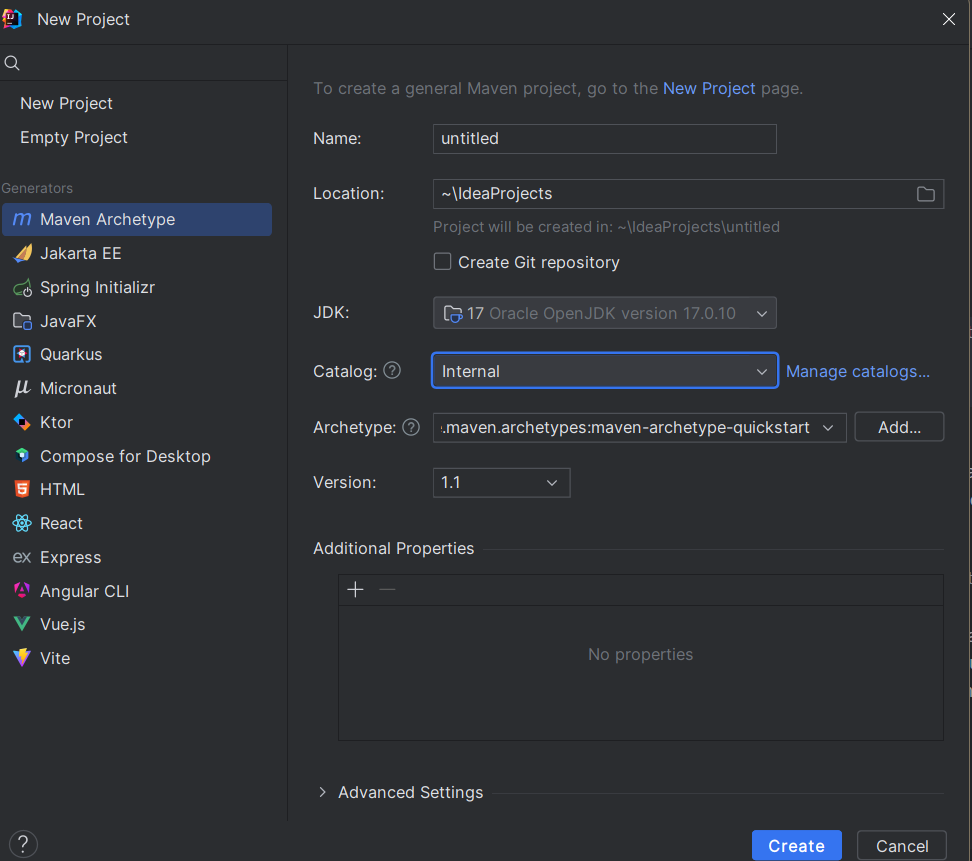 New Project
New Project
Empty Project
Generators
Maven Archetype
Jakarta EE
Spring Initializr
JavaFX
Quarkus
Micronaut
Ktor
Compose for Desktop
HTML
React
ex Express
Angular CLI
Vue.js
Vite
To create a general Maven project, go to the New Project page.
Name: untitled
Location: ~\IdeaProjects
Project will be created in: ~\IdeaProjects\untitled
Create Git repository
JDK: 17 Oracle OpenJDK version 17.0.10
Catalog: ? Internal Manage catalogs...
Archetype: ? .maven.archetypes:maven-archetype-quickstart Add...
Version: 1.1
Additional Properties
No properties
Advanced Settings
? Create Cancel